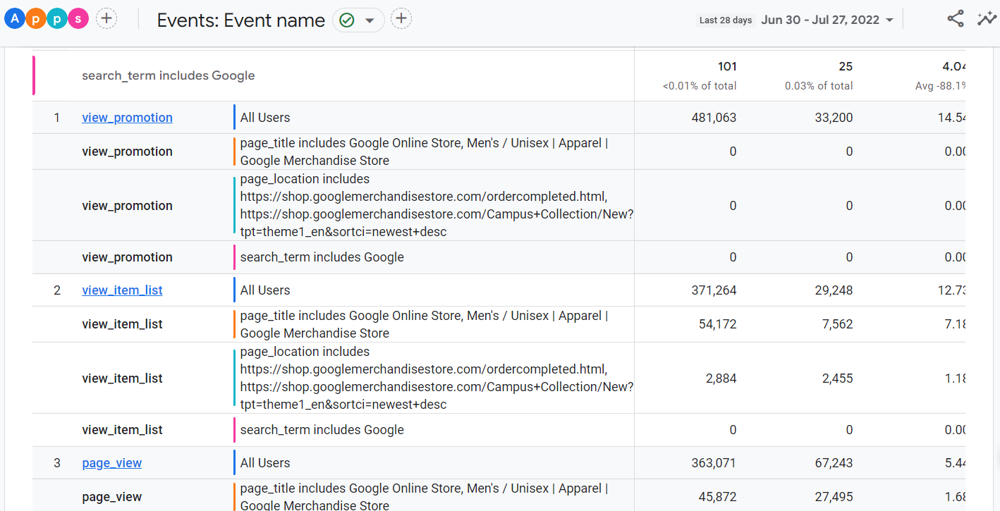 A p p s
Events: Event name
Last 28 days Jun 30 - Jul 27, 2022
search_term includes Google 101 25 4.04
<0.01% of total 0.03% of total Avg -88.1%
1 view_promotion All Users 481,063 33,200 14.54
view_promotion page_title includes Google Online Store, Men's / Unisex | Apparel |
Google Merchandise Store 0 0 0.00
view_promotion page_location includes
https://shop.googlemerchandisestore.com/ordercompleted.html,
https://shop.googlemerchandisestore.com/Campus+Collection/New?
tpt=theme1_en&sortci=newest+desc 0 0 0.00
view_promotion search_term includes Google 0 0 0.00
2 view_item_list All Users 371,264 29,248 12.73
view_item_list page_title includes Google Online Store, Men's / Unisex | Apparel |
Google Merchandise Store 54,172 7,562 7.18
view_item_list page_location includes
https://shop.googlemerchandisestore.com/ordercompleted.html,
https://shop.googlemerchandisestore.com/Campus+Collection/New?
tpt=theme1_en&sortci=newest+desc 2,884 2,455 1.18
view_item_list search_term includes Google 0 0 0.00
3 page_view All Users 363,071 67,243 5.44
page_view page_title includes Google Online Store, Men's / Unisex | Apparel |
Google Merchandise Store 45,872 27,495 1.68